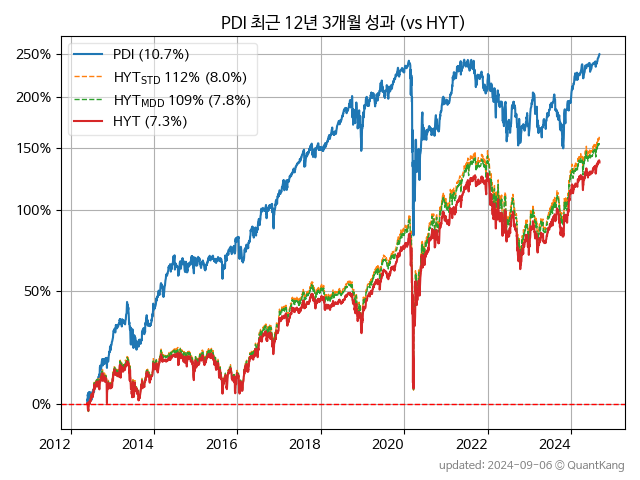 PDI 최근 12년 3개월 성과 (vs HYT)
PDI (10.7%)
HYT_STD 112% (8.0%)
HYT_MDD 109% (7.8%)
HYT (7.3%)
250%
200%
150%
100%
50%
0%
2012 2014 2016 2018 2020 2022 2024
updated: 2024-09-06 © QuantKang